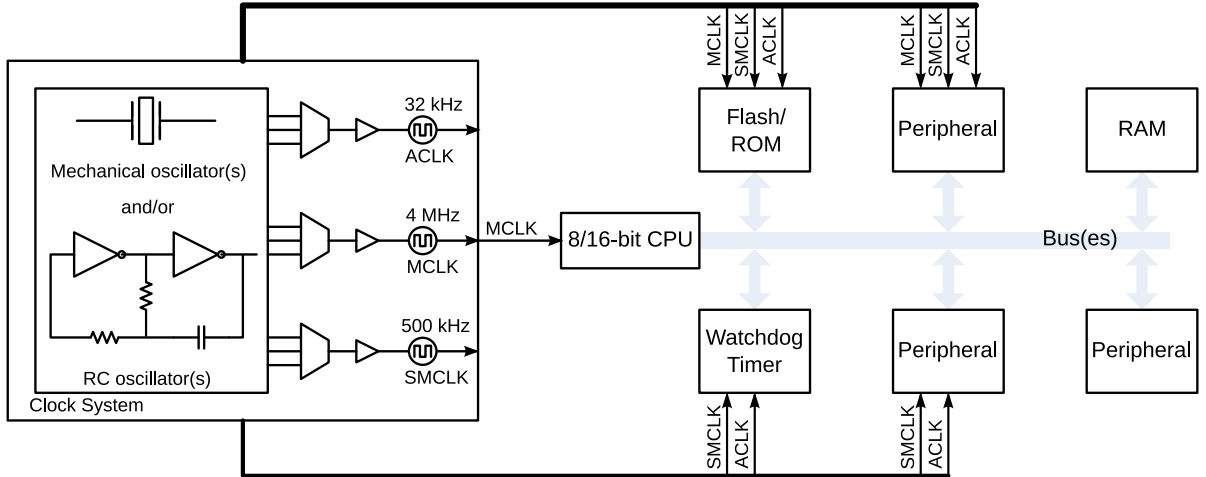 MCLK
SMCLK
ACLK
MCLK
SMCLK
ACLK
Mechanical oscillator(s)
and/or
RC oscillator(s)
Clock System
32 kHz
ACLK
4 MHz
MCLK
500 kHz
SMCLK
MCLK
8/16-bit CPU
Flash/
ROM
Peripheral
RAM
Bus(es)
Watchdog
Timer
Peripheral
Peripheral
SMCLK
ACLK
SMCLK
ACLK